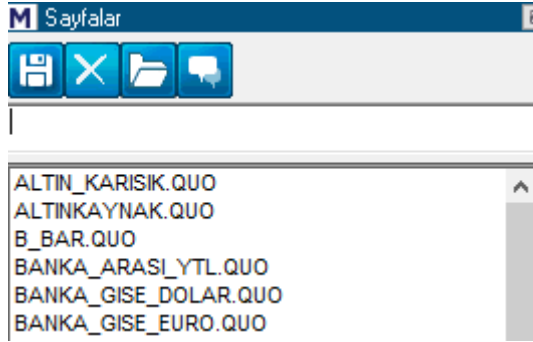 M Sayfalar
ALTIN_KARISIK.QUO
ALTINKAYNAK.QUO
B_BAR.QUO
BANKA_ARASI_YTL.QUO
BANKA_GISE_DOLAR.QUO
BANKA_GISE_EURO.QUO